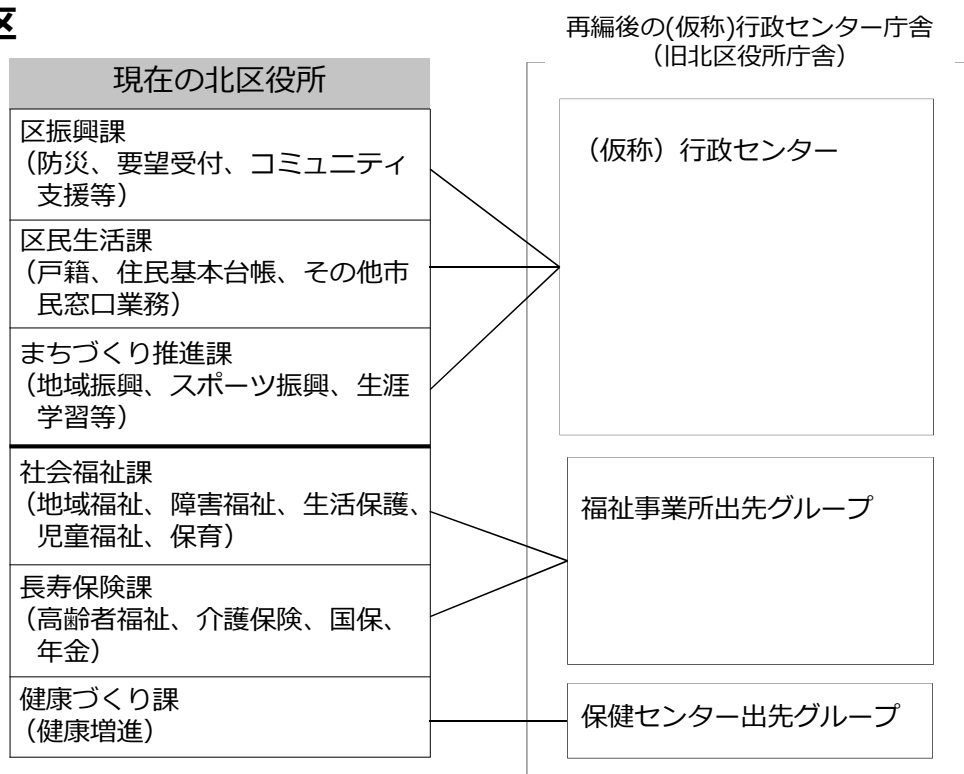 区
再編後の(仮称)行政センター庁舎
(旧北区役所庁舎)
現在の北区役所
区振興課
(防災、要望受付、コミュニティ
支援等)
区民生活課
(戸籍、住民基本台帳、その他市
民窓口業務)
まちづくり推進課
(地域振興、スポーツ振興、生涯
学習等)
社会福祉課
(地域福祉、障害福祉、生活保護、
児童福祉、保育)
長寿保険課
(高齢者福祉、介護保険、国保、
年金)
健康づくり課
(健康増進)
(仮称)行政センター
福祉事業所出先グループ
保健センター出先グループ